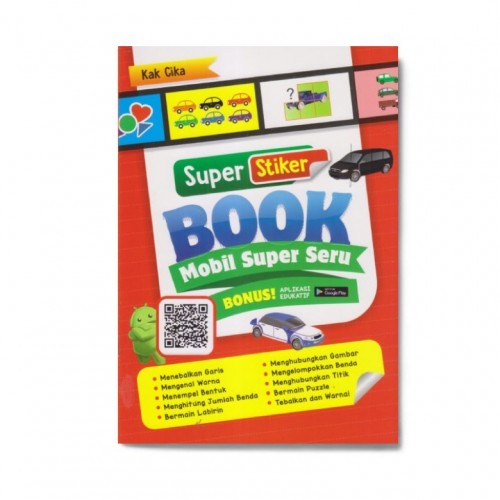 Kak Cika
?
Super Stiker
BOOK
Mobil Super Seru
BONUS! APLIKASI EDUKATIF
Google Play
• Menebalkan Garis
• Mengenal Warna
• Menempel Bentuk
• Menghitung Jumlah Benda
• Bermain Labirin
• Menghubungkan Gambar
• Mengelompokkan Benda
• Menghubungkan Titik
• Bermain Puzzle
• Tebalkan dan Warnai